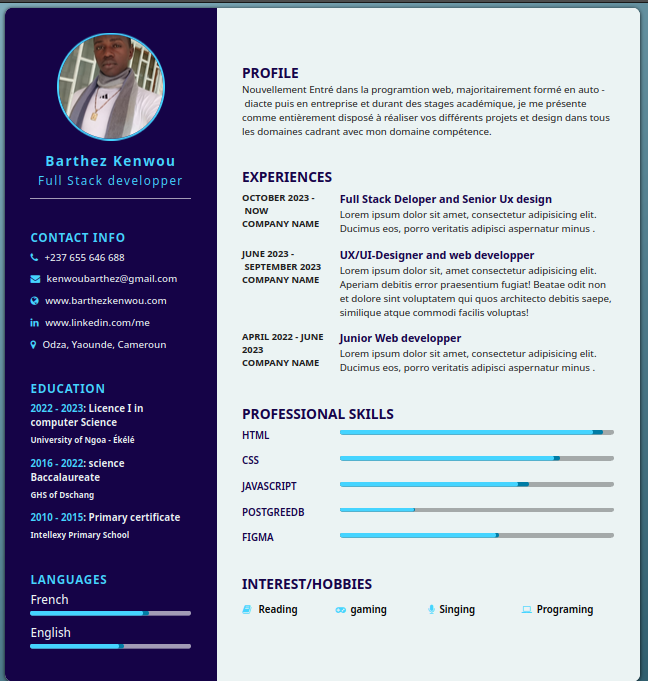 Barthez Kenwou
Full Stack developper
CONTACT INFO
+237 655 646 688
kenwoubarthez@gmail.com
www.barthezkenwou.com
www.linkedin.com/me
Odza, Yaounde, Cameroun
EDUCATION
2022 - 2023: Licence I in
computer Science
University of Ngoa - Ékélé
2016 - 2022: science
Baccalaureate
GHS of Dschang
2010 - 2015: Primary certificate
Intellexy Primary School
LANGUAGES
French
English
PROFILE
Nouvellement Entré dans la programtion web, majoritairement formé en auto -
diacte puis en entreprise et durant des stages académique, je me présente
comme entièrement disposé à réaliser vos différents projets et design dans tous
les domaines cadrant avec mon domaine compétence.
EXPERIENCES
OCTOBER 2023 -
NOW
COMPANY NAME
Full Stack Deloper and Senior Ux design
Lorem ipsum dolor sit amet, consectetur adipisicing elit.
Ducimus eos, porro veritatis adipisci aspernatur minus .
JUNE 2023 -
SEPTEMBER 2023
COMPANY NAME
UX/UI-Designer and web developper
Lorem ipsum dolor sit, amet consectetur adipisicing elit.
Aperiam debitis error praesentium fugiat! Beatae odit non
et dolore sint voluptatem qui quos architecto debitis saepe,
similique atque commodi facilis voluptas!
APRIL 2022 - JUNE
2023
COMPANY NAME
Junior Web developper
Lorem ipsum dolor sit amet, consectetur adipisicing elit.
Ducimus eos, porro veritatis adipisci aspernatur minus .
PROFESSIONAL SKILLS
HTML
CSS
JAVASCRIPT
POSTGREEDB
FIGMA
INTEREST/HOBBIES
Reading
gaming
Singing
Programing